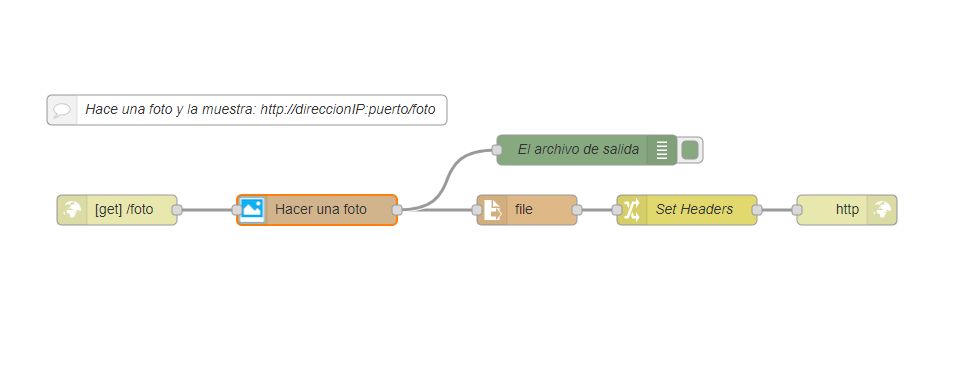 Hace una foto y la muestra: http://direccionIP:puerto/foto
El archivo de salida
[get] /foto
Hacer una foto
file
Set Headers
http